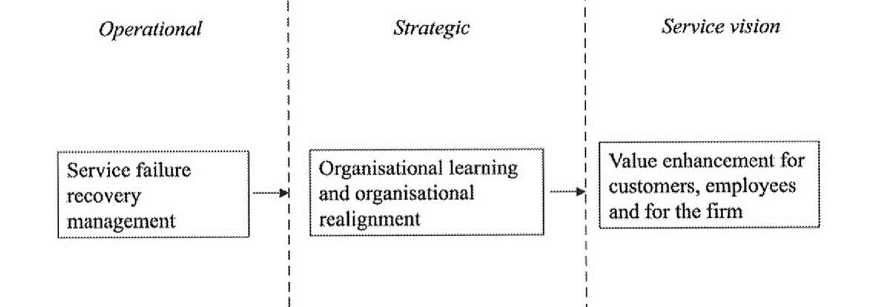 Operational
Strategic
Service vision
Service failure
recovery
management
Organisational learning
and organisational
realignment
Value enhancement for
customers, employees
and for the firm